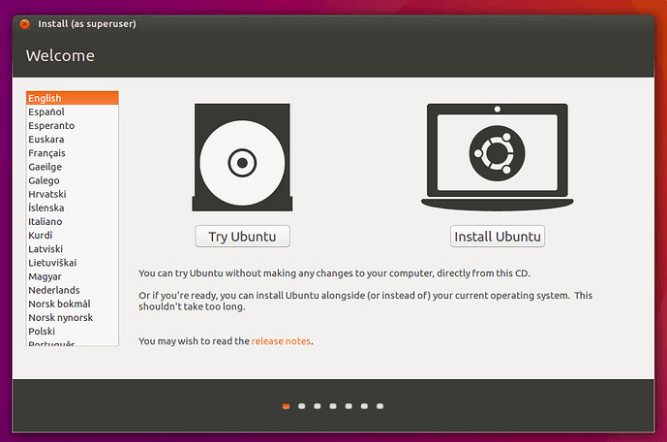 Install (as superuser)
Welcome
English
Español
Esperanto
Euskara
Français
Gaeilge
Galego
Hrvatski
Íslenska
Italiano
Kurdî
Latviski
Lietuviškai
Magyar
Nederlands
Norsk bokmål
Norsk nynorsk
Polski
Português
Try Ubuntu
Install Ubuntu
You can try Ubuntu without making any changes to your computer, directly from this CD.
Or if you're ready, you can install Ubuntu alongside (or instead of) your current operating system. This
shouldn't take too long.
You may wish to read the release notes.